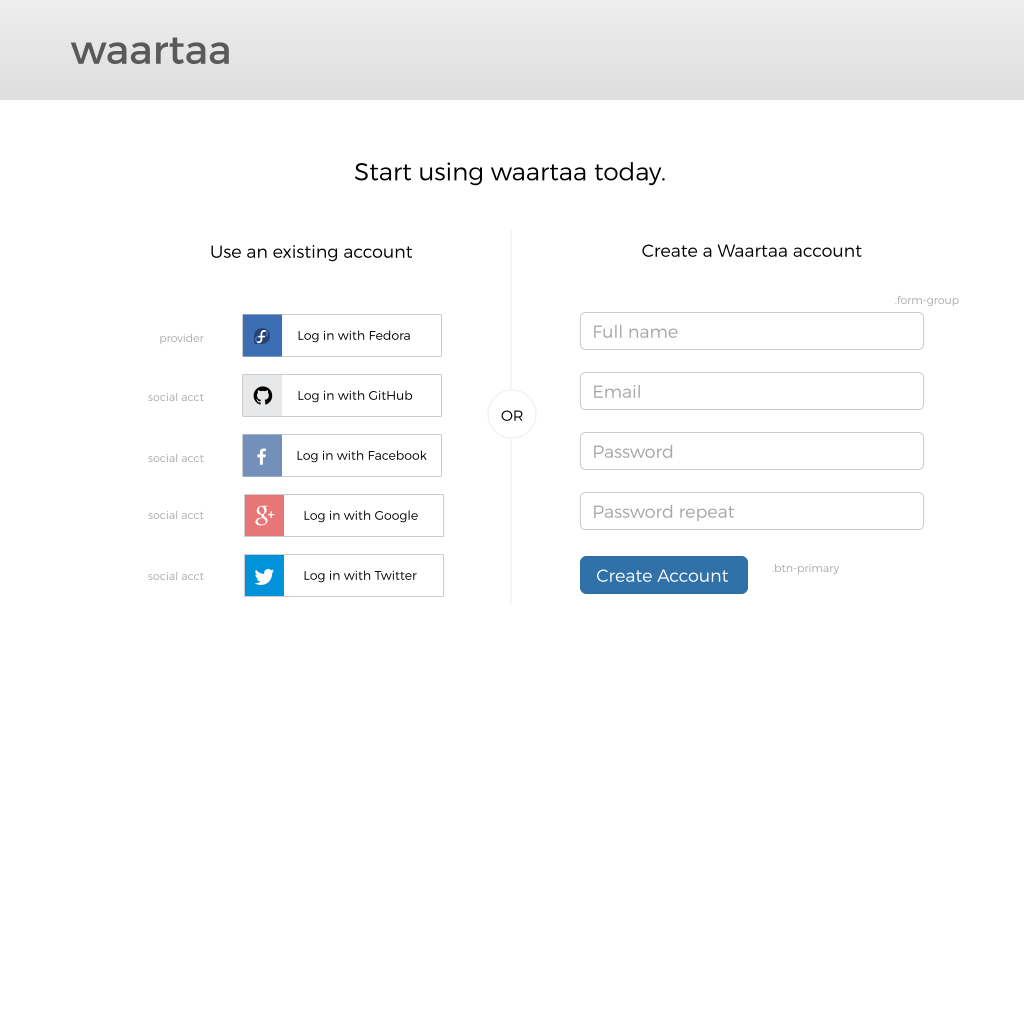 waartaa
Start using waartaa today.
Use an existing account
provider
Log in with Fedora
social acct
Log in with GitHub
social acct
Log in with Facebook
social acct
Log in with Google
social acct
Log in with Twitter
OR
Create a Waartaa account
.form-group
Full name
Email
Password
Password repeat
Create Account
.btn-primary